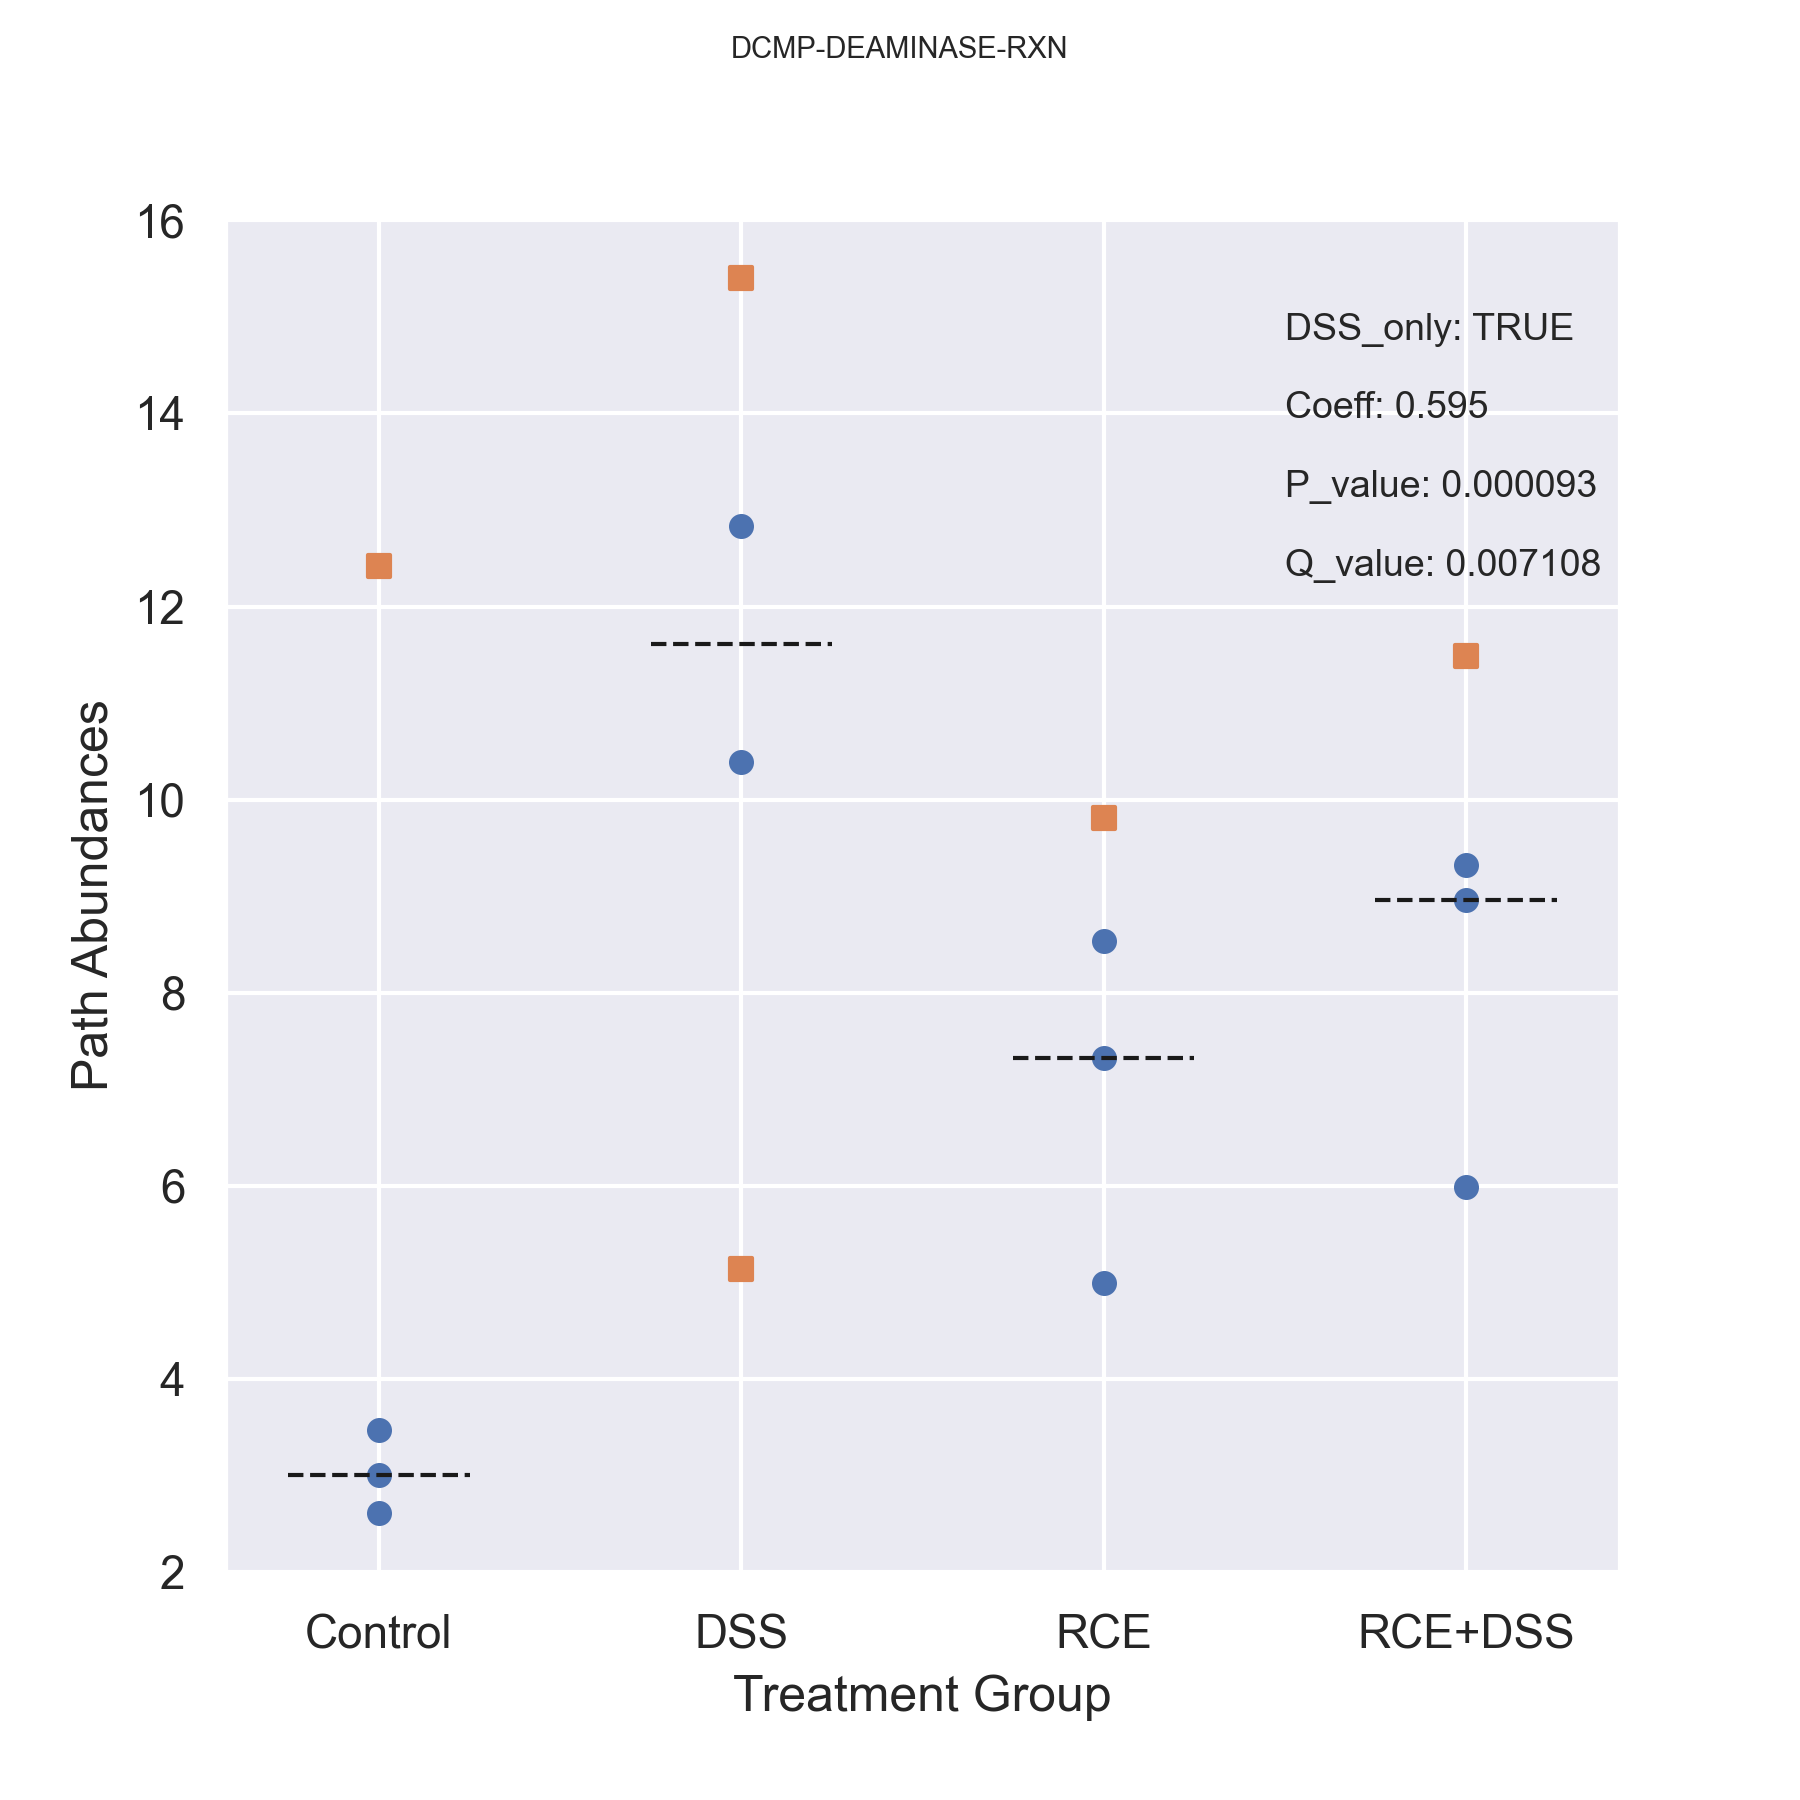 DCMP-DEAMINASE-RXN
16
14
12
10
8
6
4
2
Path Abundances
DSS_only: TRUE
Coeff: 0.595
P_value: 0.000093
Q_value: 0.007108
Control DSS RCE RCE+DSS
Treatment Group